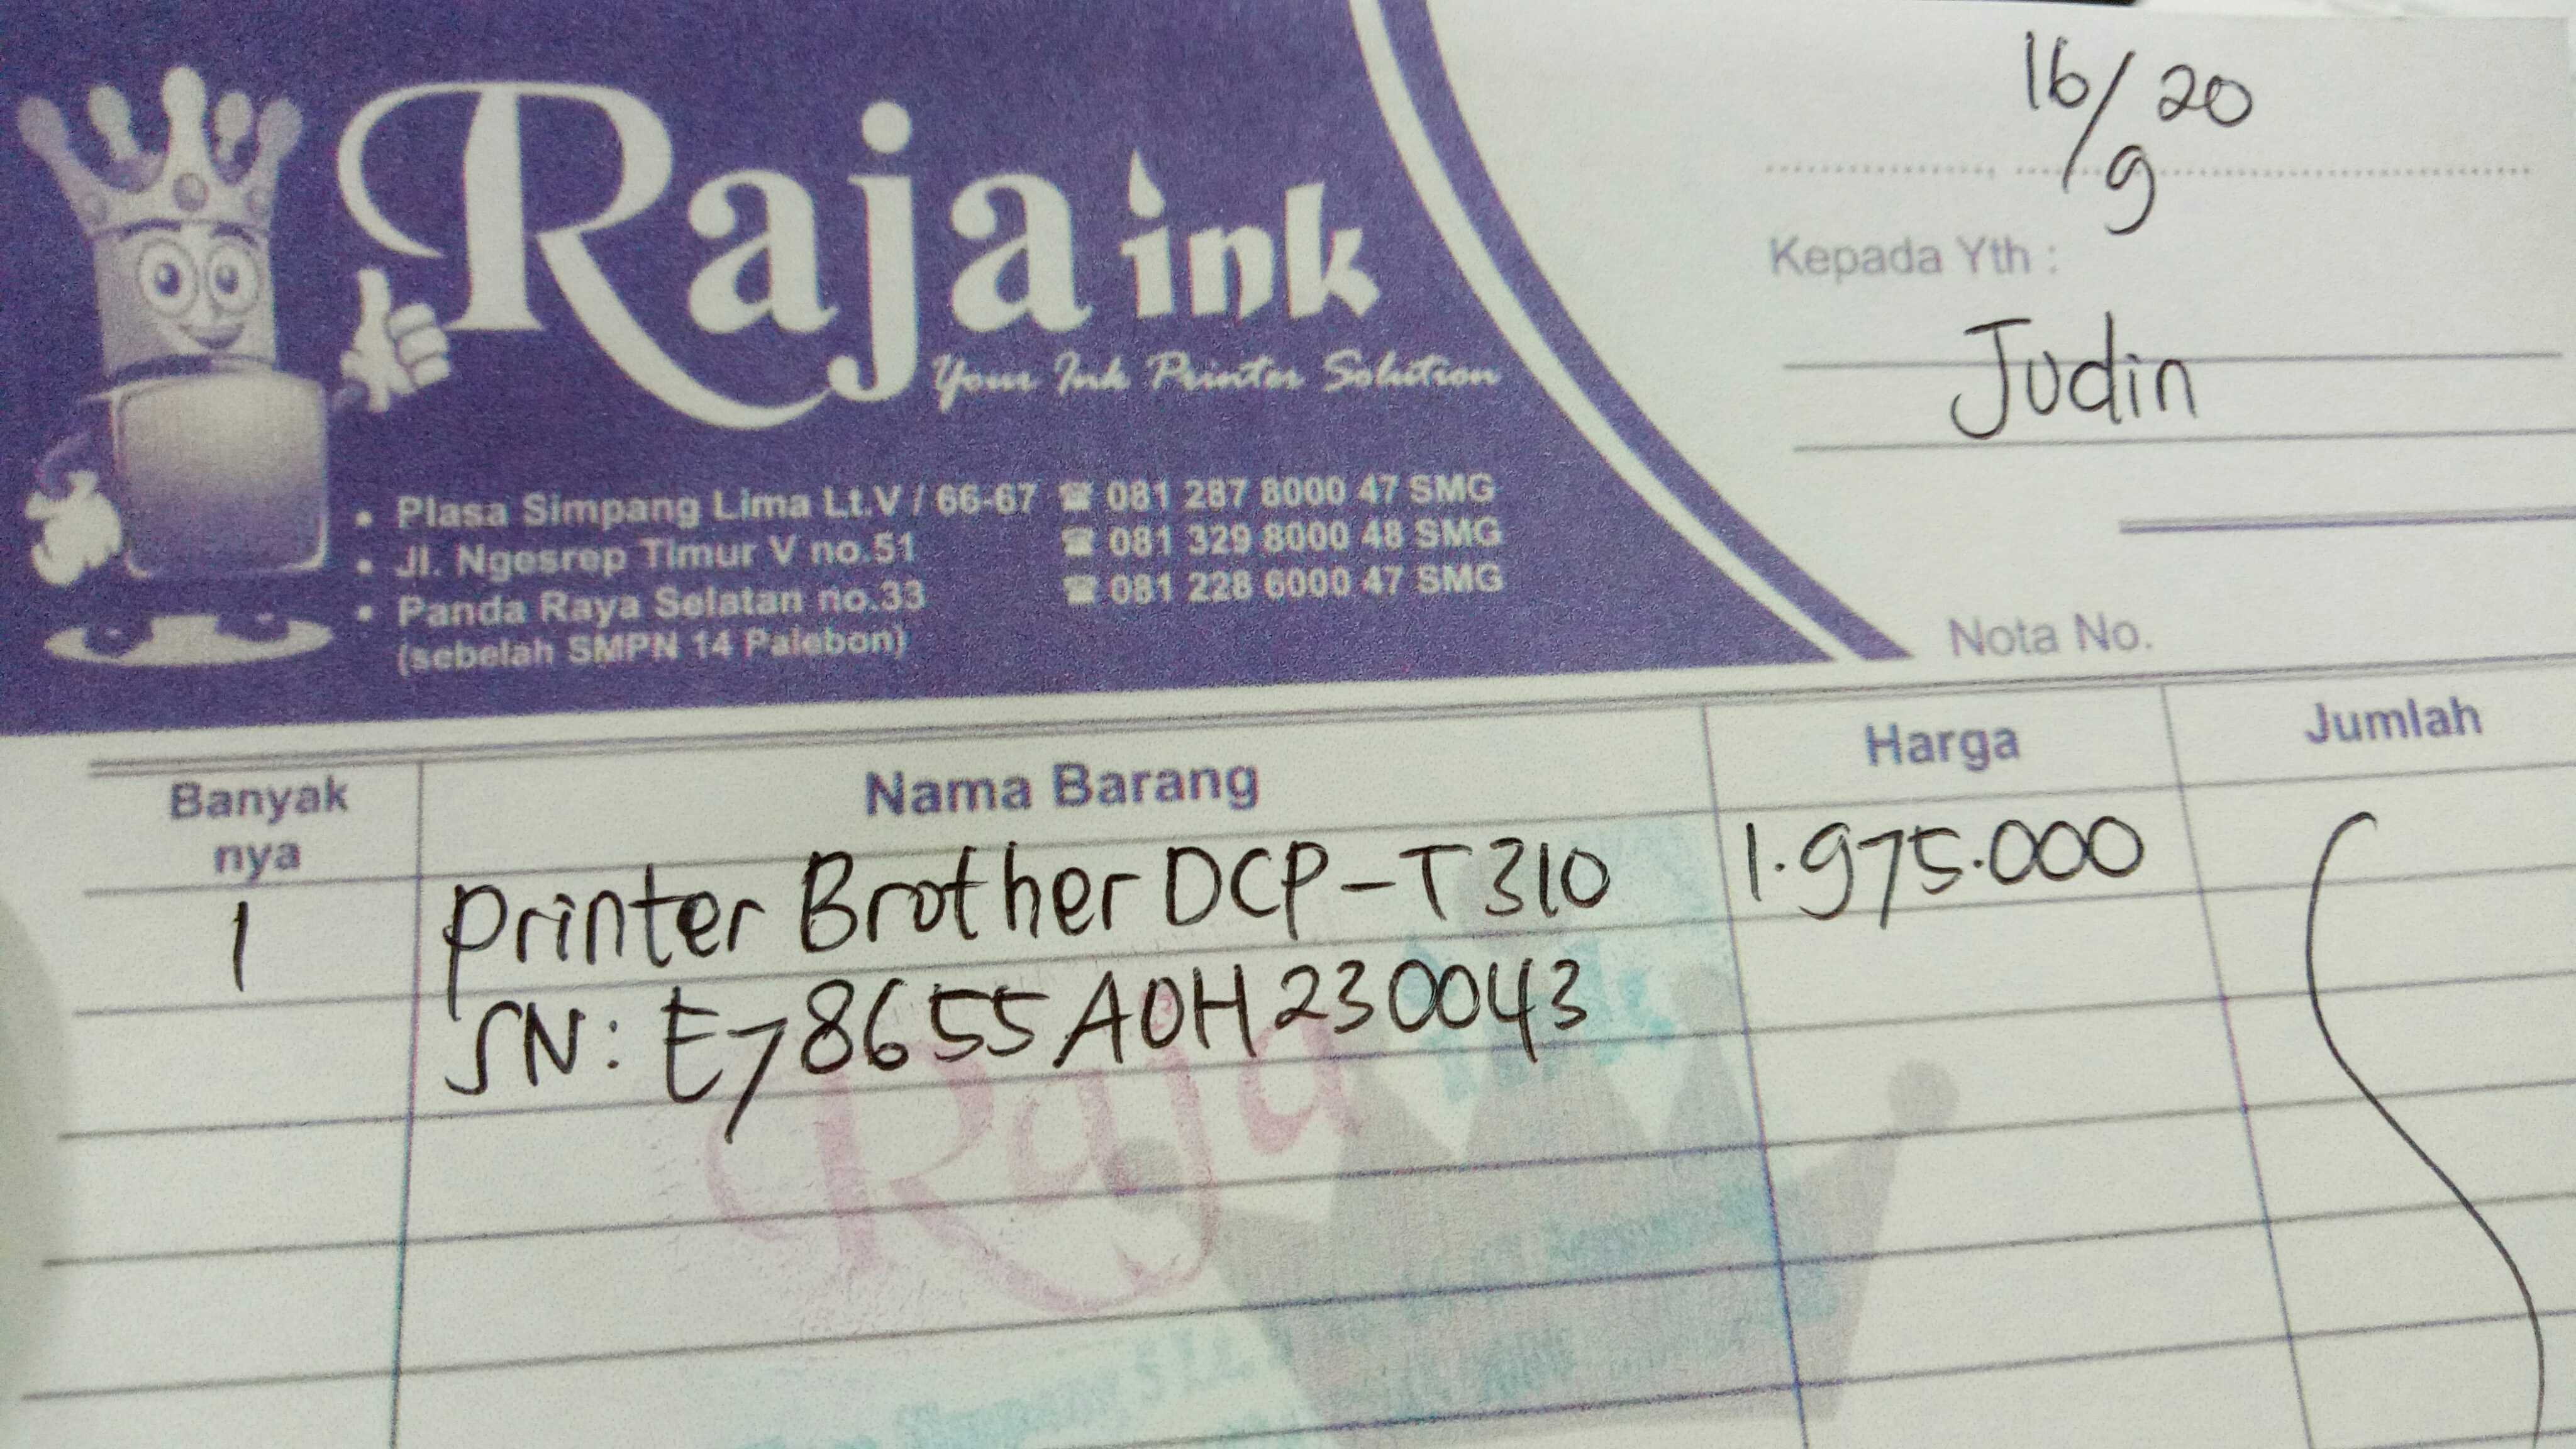 Raja ink
Your Ink Printer Solution
• Plasa Simpang Lima Lt.V / 66-67 ☎ 081 287 8000 47 SMG
• Jl. Ngesrep Timur V no.51 ☎ 081 329 8000 48 SMG
• Panda Raya Selatan no.33 ☎ 081 228 6000 47 SMG
(sebelah SMPN 14 Palebon)
16/9 20
Kepada Yth :
Judin
Nota No.
Banyak nya Nama Barang Harga Jumlah
1 Printer Brother DCP-T310 1.975.000
SN: E78655A0H230043
Raja